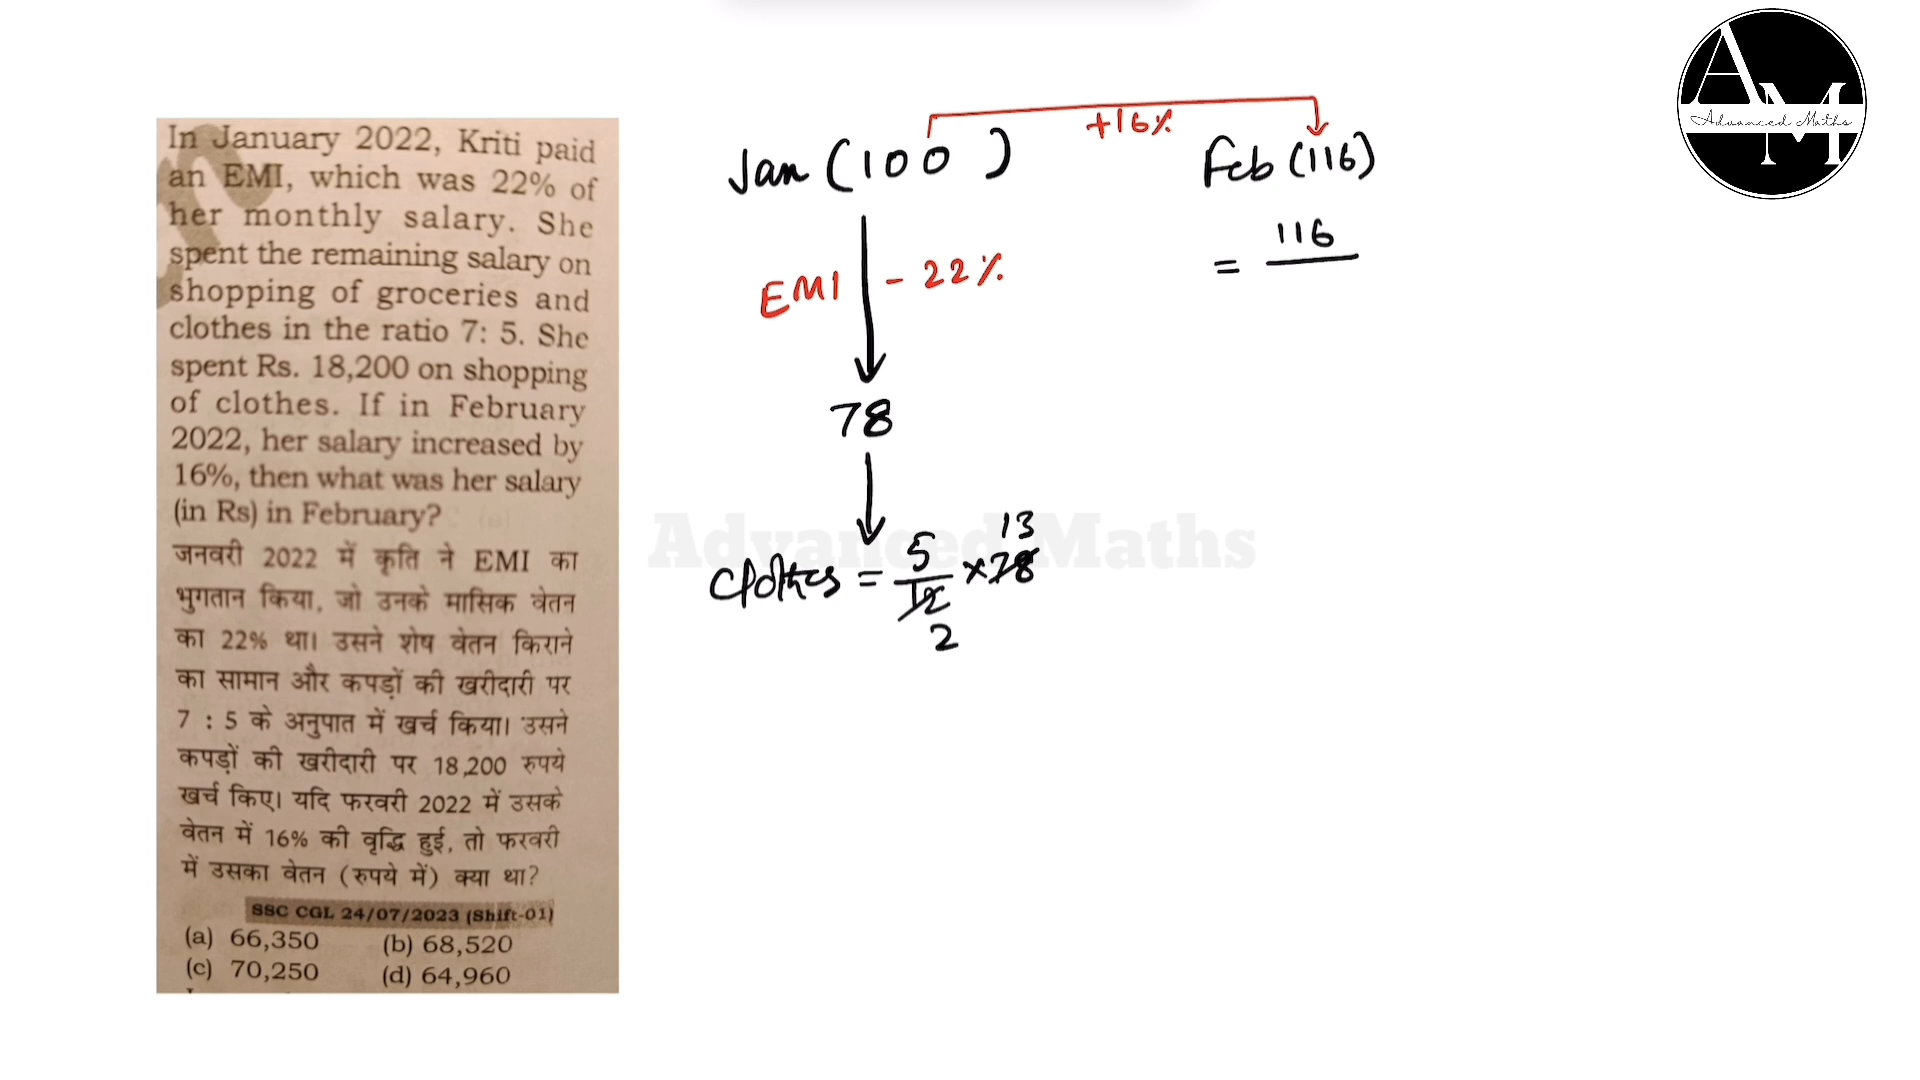 In January 2022, Kriti paid
an EMI, which was 22% of
her monthly salary. She
spent the remaining salary on
shopping of groceries and
clothes in the ratio 7: 5. She
spent Rs. 18,200 on shopping
of clothes. If in February
2022, her salary increased by
16%, then what was her salary
(in Rs) in February?
जनवरी 2022 में कृति ने EMI का
भुगतान किया, जो उनके मासिक वेतन
का 22% था। उसने शेष वेतन किराने
का सामान और कपड़ों की खरीदारी पर
7 : 5 के अनुपात में खर्च किया। उसने
कपड़ों की खरीदारी पर 18,200 रुपये
खर्च किए। यदि फरवरी 2022 में उसके
वेतन में 16% की वृद्धि हुई, तो फरवरी
में उसका वेतन (रुपये में) क्या था?
SSC CGL 24/07/2023 (Shift-01)
(a) 66,350 (b) 68,520
(c) 70,250 (d) 64,960
+16%
Jan (100) Feb (116)
= 116
EMI - 22%
78
13
Clothes = 5/12 × 78
2
Advanced Maths
AM
Advanced Maths